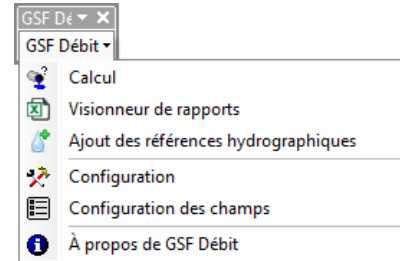 GSF Dé
GSF Débit
Calcul
Visionneur de rapports
Ajout des références hydrographiques
Configuration
Configuration des champs
À propos de GSF Débit